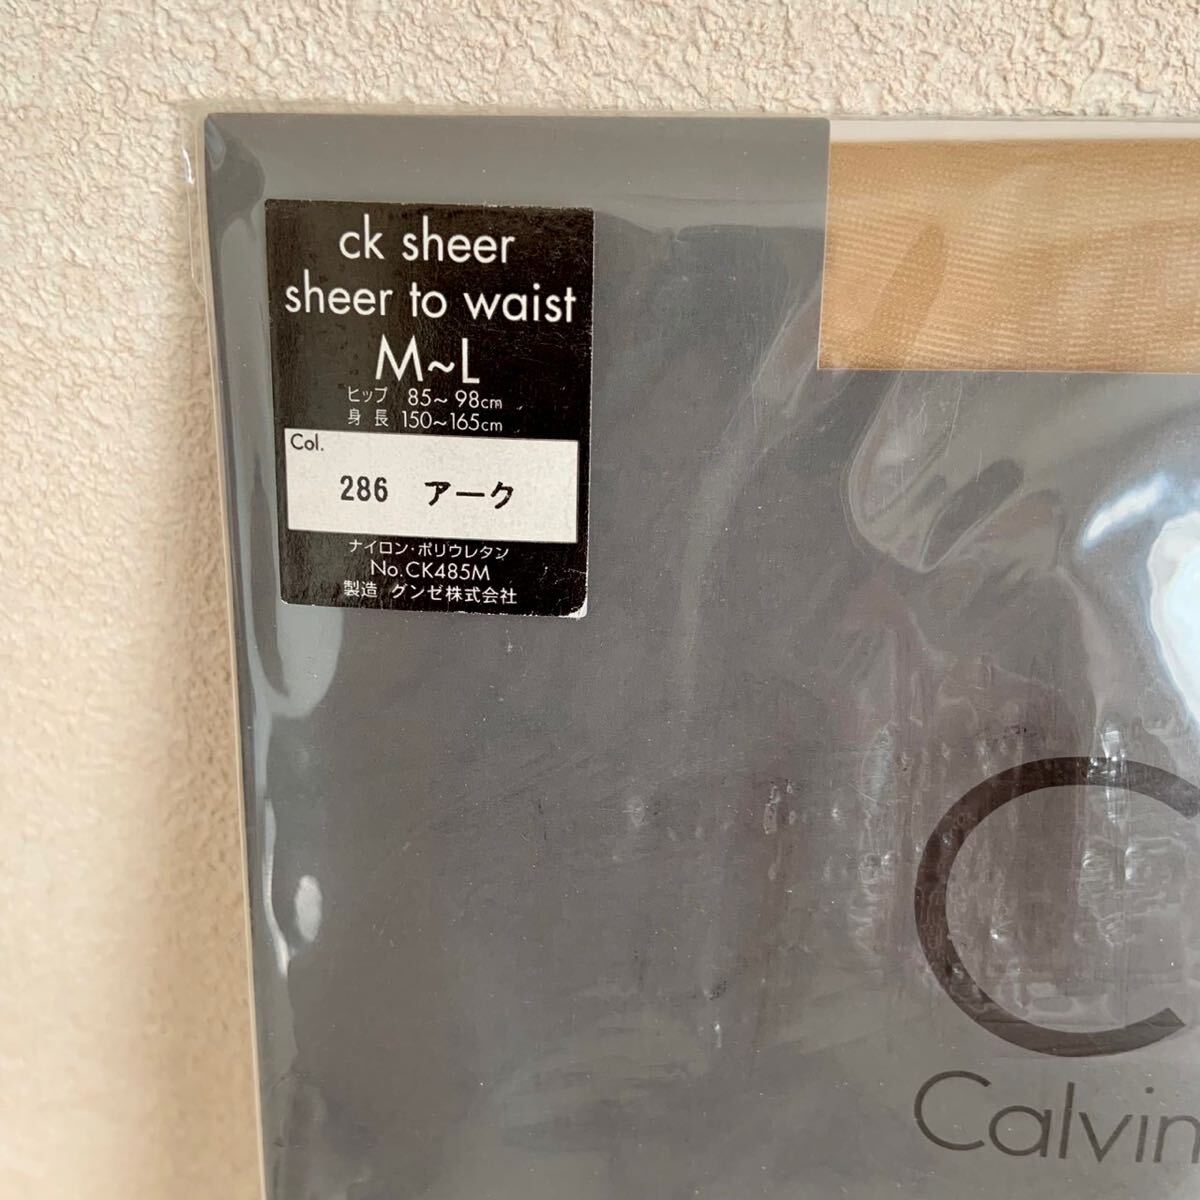 ck sheer
sheer to waist
M~L
ヒップ 85~98cm
身長 150~165cm
Col.
286 アーク
ナイロン・ポリウレタン
No.CK485M
製造 グンゼ株式会社
C
Calvin